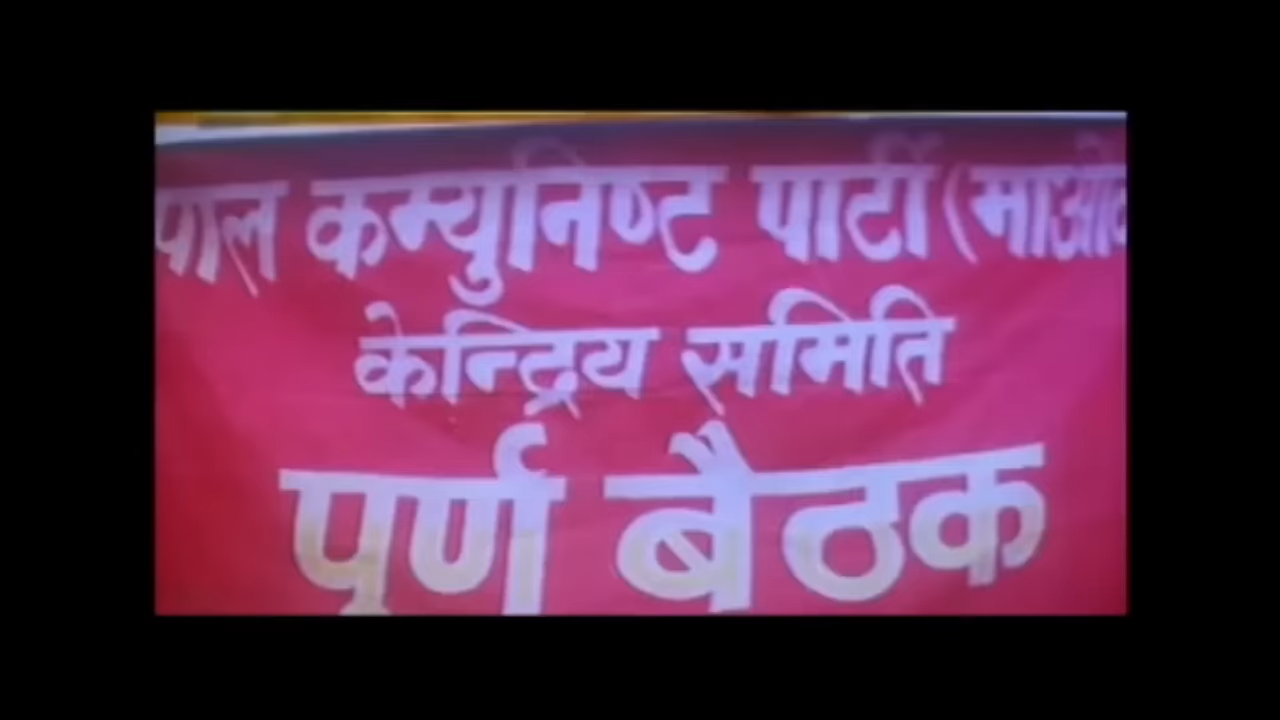 पाल कम्युनिष्ट पार्टी (माओ
केन्द्रिय समिति
पूर्ण बैठक